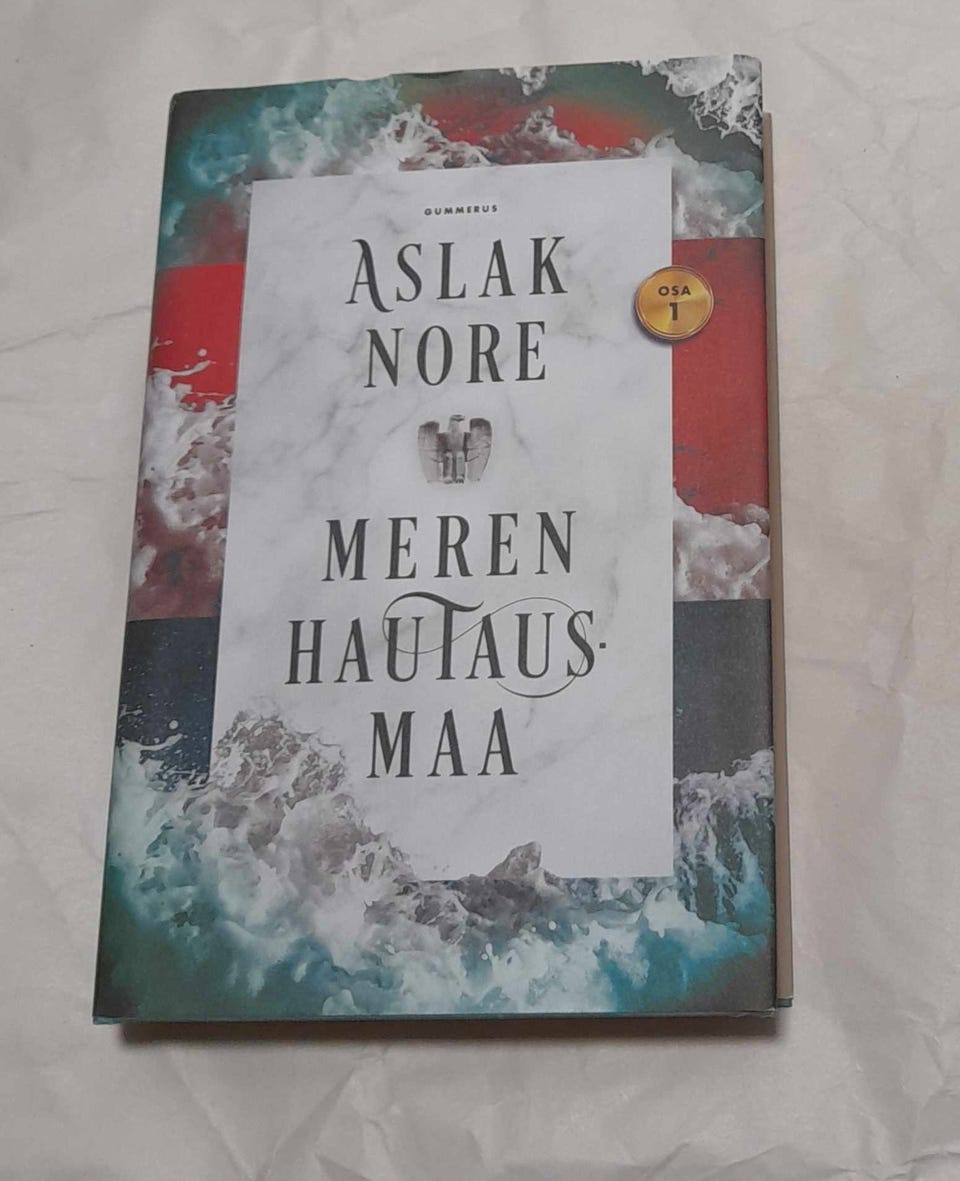 GUMMERUS
ASLAK
NORE
OSA
1
MEREN
HAUTAUS-
MAA